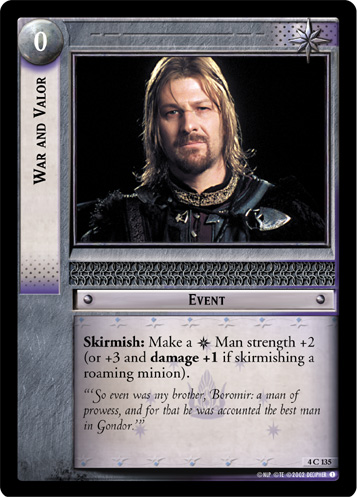 0
WAR AND VALOR
EVENT
Skirmish: Make a Man strength +2
(or +3 and damage +1 if skirmishing a
roaming minion).
“‘So even was my brother, Boromir: a man of
prowess, and for that he was accounted the best man
in Gondor.’”
4 C 135
©NLP ™TE. ©2002 DECIPHER